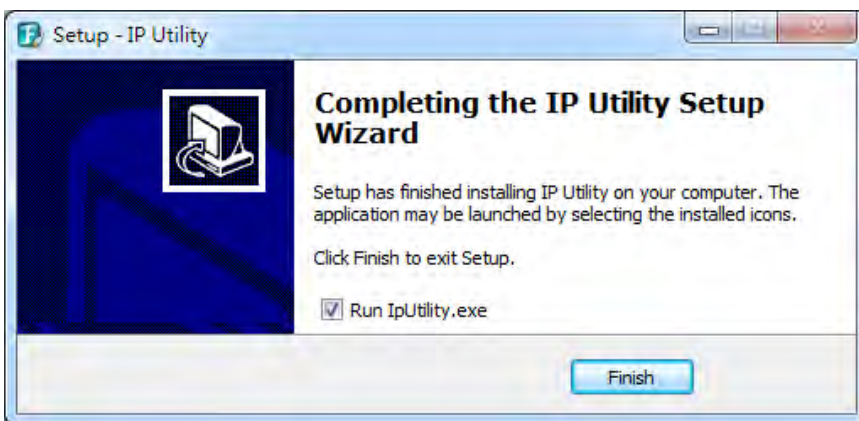 Setup - IP Utility
Completing the IP Utility Setup
Wizard
Setup has finished installing IP Utility on your computer. The
application may be launched by selecting the installed icons.
Click Finish to exit Setup.
Run IpUtility.exe
Finish